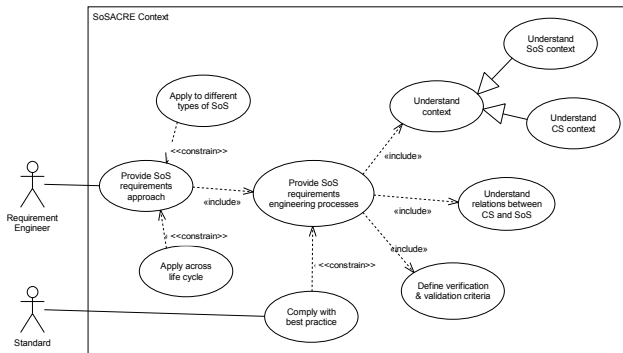 SoSACRE Context
Understand
SoS context
Apply to different
types of SoS
Understand
context
Understand
CS context
<<constrain>>
«include»
Requirement
Engineer
Provide SoS
requirements
approach
«include»
Provide SoS
requirements
engineering processes
«include»
Understand
relations between
CS and SoS
<<constrain>>
«include»
Apply across
life cycle
<<constrain>>
Define verification
& validation criteria
Standard
Comply with
best practice